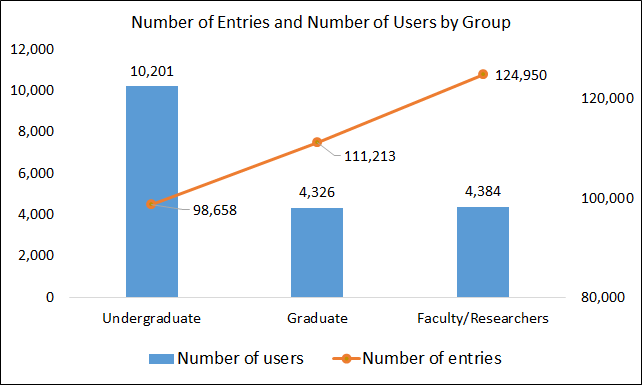 Number of Entries and Number of Users by Group
12,000
10,000
8,000
6,000
4,000
2,000
0
10,201
4,326
4,384
98,658
111,213
124,950
120,000
100,000
80,000
Undergraduate
Graduate
Faculty/Researchers
Number of users
Number of entries